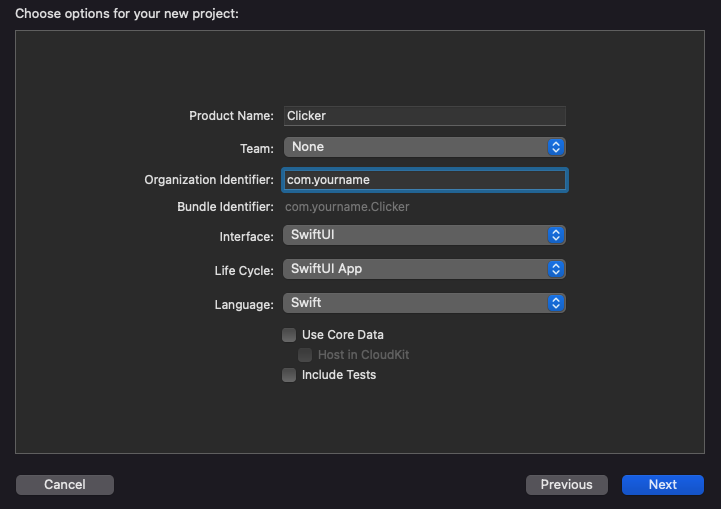 Choose options for your new project:
Product Name: Clicker
Team: None
Organization Identifier: com.yourname
Bundle Identifier: com.yourname.Clicker
Interface: SwiftUI
Life Cycle: SwiftUI App
Language: Swift
Use Core Data
Host in CloudKit
Include Tests
Cancel Previous Next